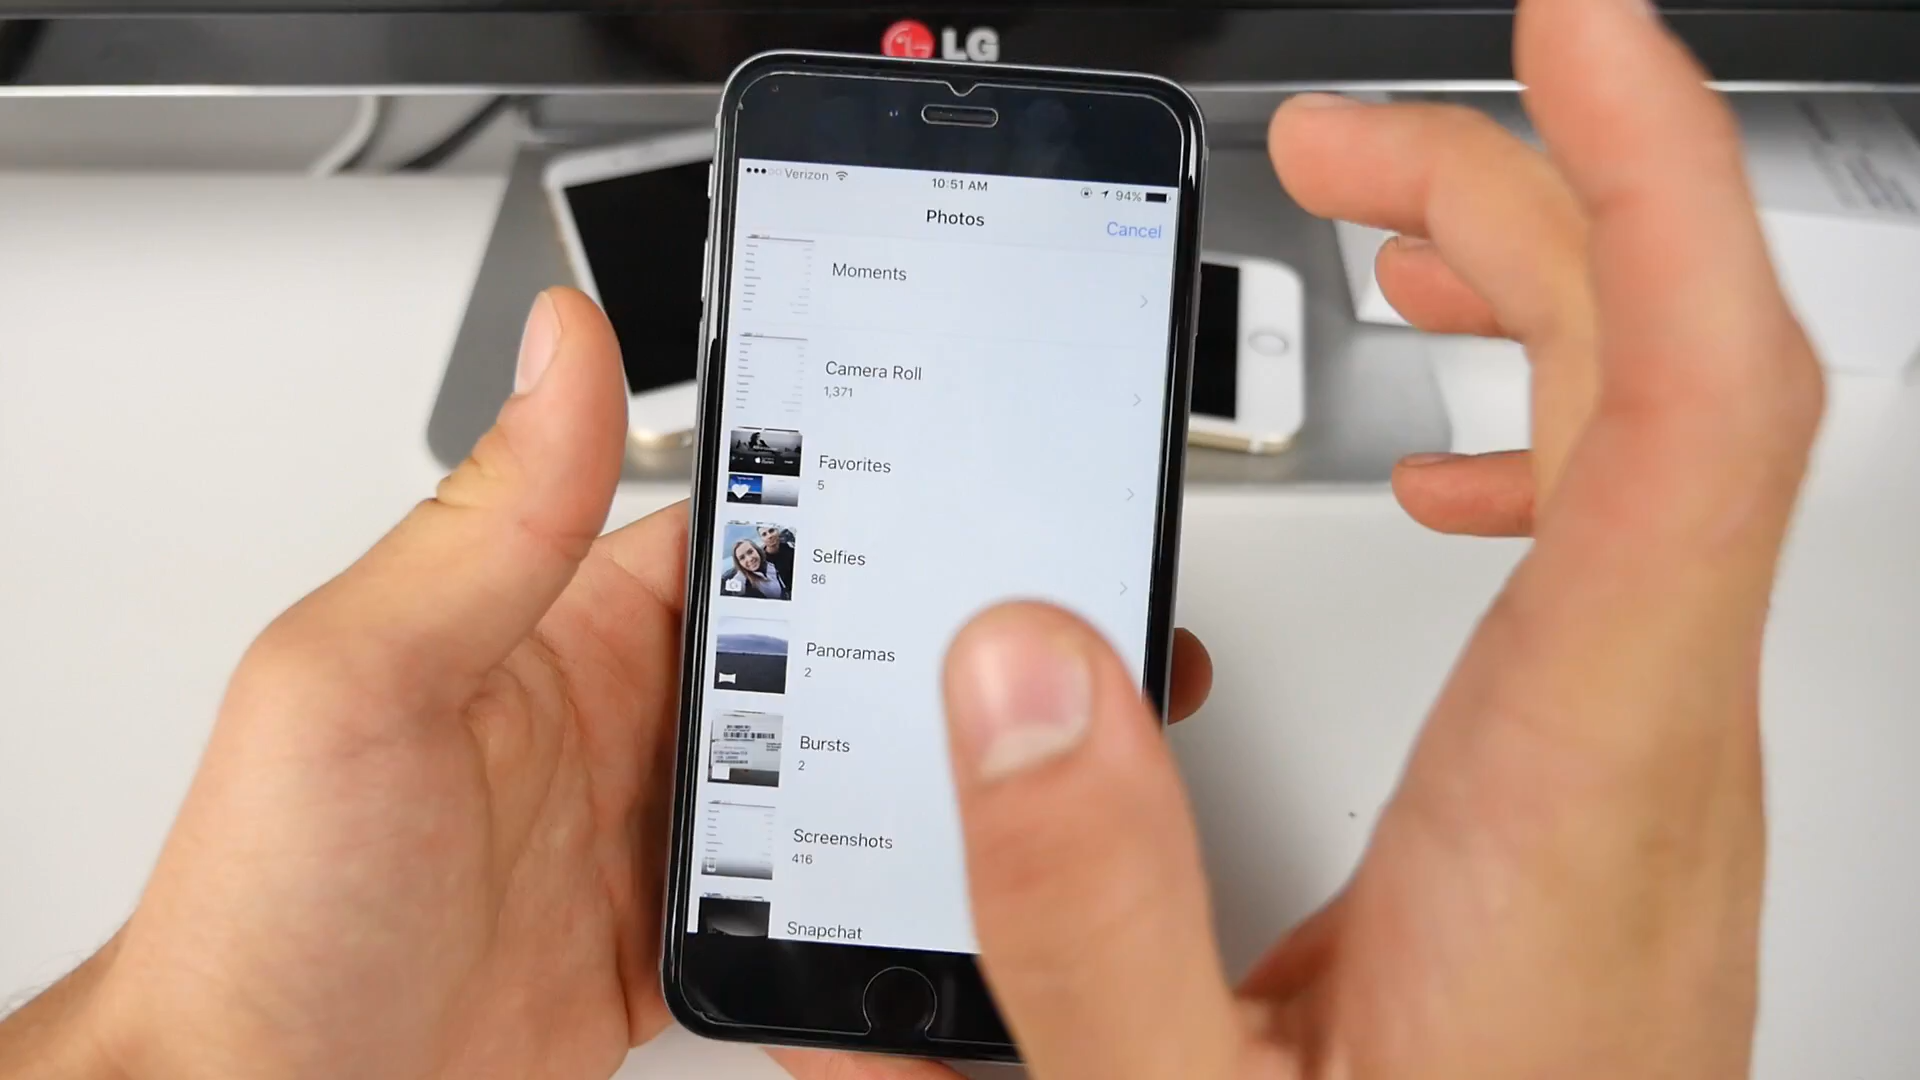 LG
Verizon 10:51 AM 94%
Photos
Cancel
Moments
Camera Roll
1,371
Favorites
5
Selfies
86
Panoramas
2
Bursts
2
Screenshots
416
Snapchat